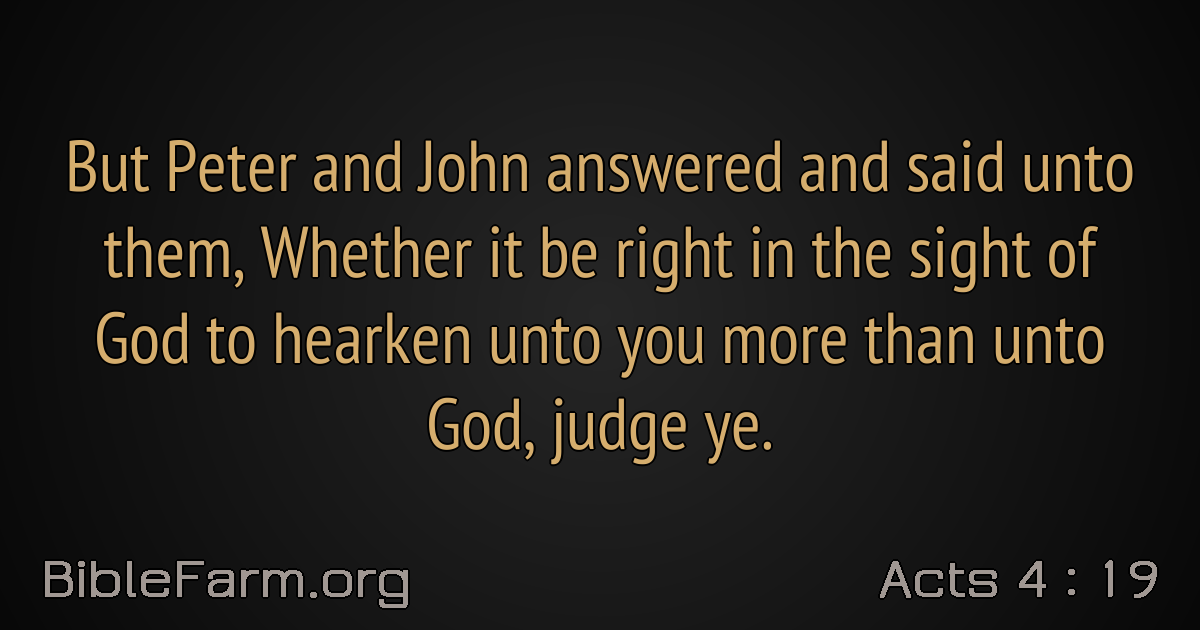 But Peter and John answered and said unto
them, Whether it be right in the sight of
God to hearken unto you more than unto
God, judge ye.
BibleFarm.org
Acts 4 : 19